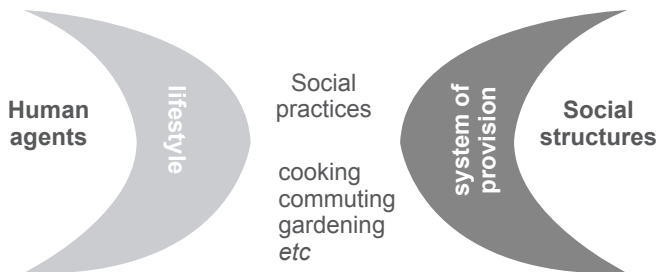 Human
agents
lifestyle
Social
practices
cooking
commuting
gardening
etc
system of
provision
Social
structures